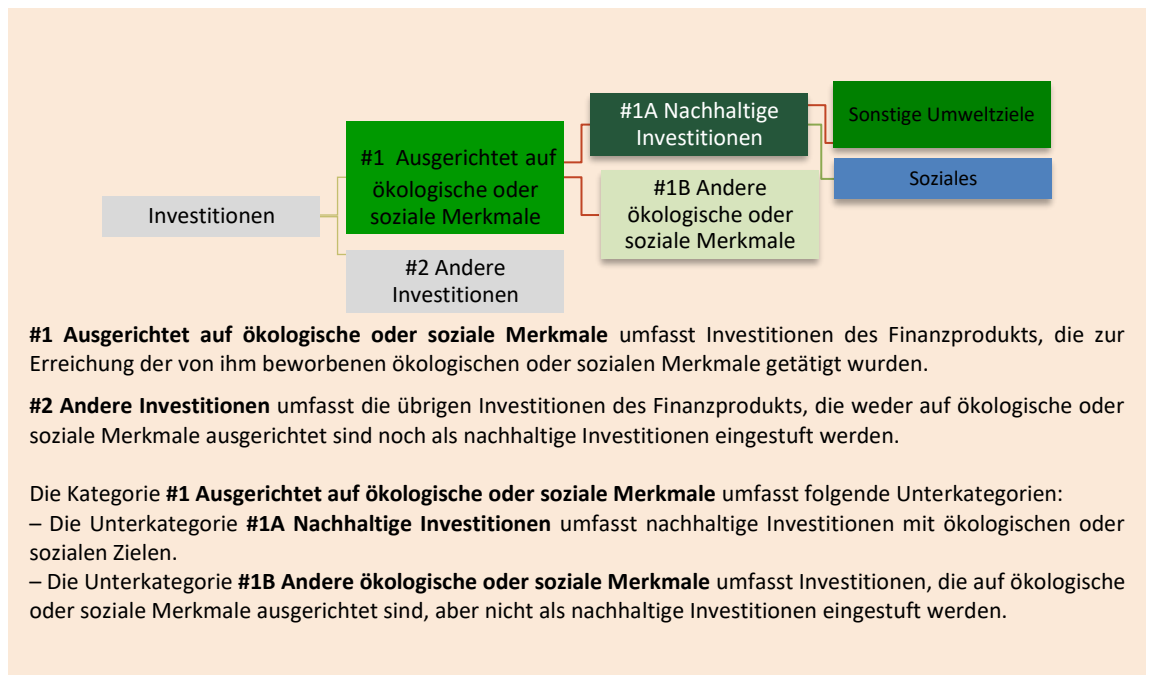 #1A Nachhaltige
Investitionen
Sonstige Umweltziele
#1 Ausgerichtet auf
ökologische oder
soziale Merkmale
#1B Andere
ökologische oder
soziale Merkmale
Soziales
Investitionen
#2 Andere
Investitionen
#1 Ausgerichtet auf ökologische oder soziale Merkmale umfasst Investitionen des Finanzprodukts, die zur
Erreichung der von ihm beworbenen ökologischen oder sozialen Merkmale getätigt wurden.
#2 Andere Investitionen umfasst die übrigen Investitionen des Finanzprodukts, die weder auf ökologische oder
soziale Merkmale ausgerichtet sind noch als nachhaltige Investitionen eingestuft werden.
Die Kategorie #1 Ausgerichtet auf ökologische oder soziale Merkmale umfasst folgende Unterkategorien:
– Die Unterkategorie #1A Nachhaltige Investitionen umfasst nachhaltige Investitionen mit ökologischen oder
sozialen Zielen.
– Die Unterkategorie #1B Andere ökologische oder soziale Merkmale umfasst Investitionen, die auf ökologische
oder soziale Merkmale ausgerichtet sind, aber nicht als nachhaltige Investitionen eingestuft werden.